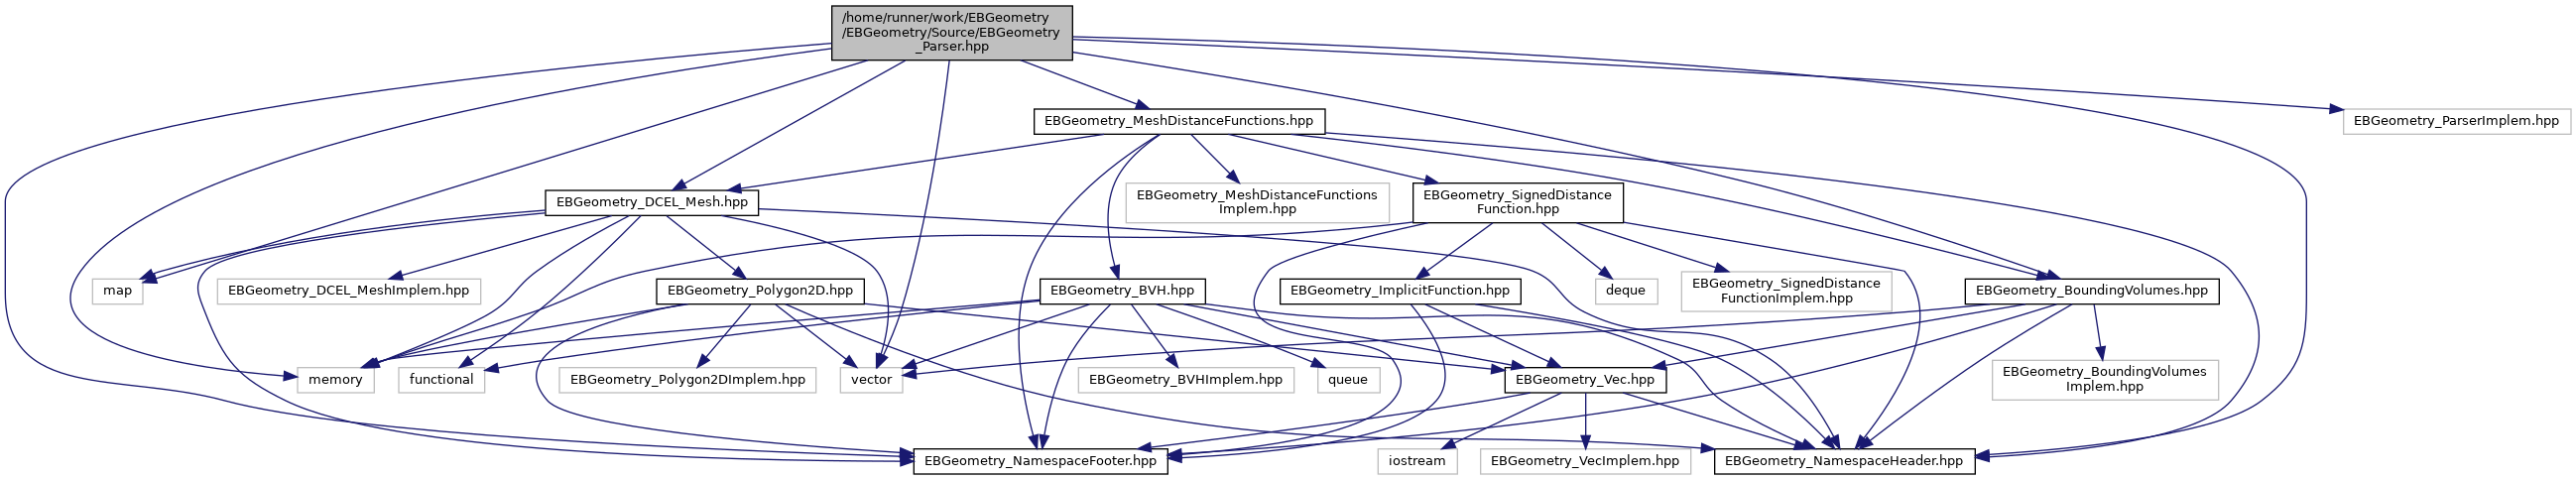 /home/runner/work/EBGeometry
/EBGeometry/Source/EBGeometry
_Parser.hpp
EBGeometry_MeshDistanceFunctions.hpp
EBGeometry_ParserImplem.hpp
EBGeometry_DCEL_Mesh.hpp
EBGeometry_MeshDistanceFunctions
Implem.hpp
EBGeometry_SignedDistance
Function.hpp
map
EBGeometry_DCEL_MeshImplem.hpp
EBGeometry_Polygon2D.hpp
EBGeometry_BVH.hpp
EBGeometry_ImplicitFunction.hpp
deque
EBGeometry_SignedDistance
FunctionImplem.hpp
EBGeometry_BoundingVolumes.hpp
memory
functional
EBGeometry_Polygon2DImplem.hpp
vector
EBGeometry_BVHImplem.hpp
queue
EBGeometry_Vec.hpp
EBGeometry_BoundingVolumes
Implem.hpp
EBGeometry_NamespaceFooter.hpp
iostream
EBGeometry_VecImplem.hpp
EBGeometry_NamespaceHeader.hpp